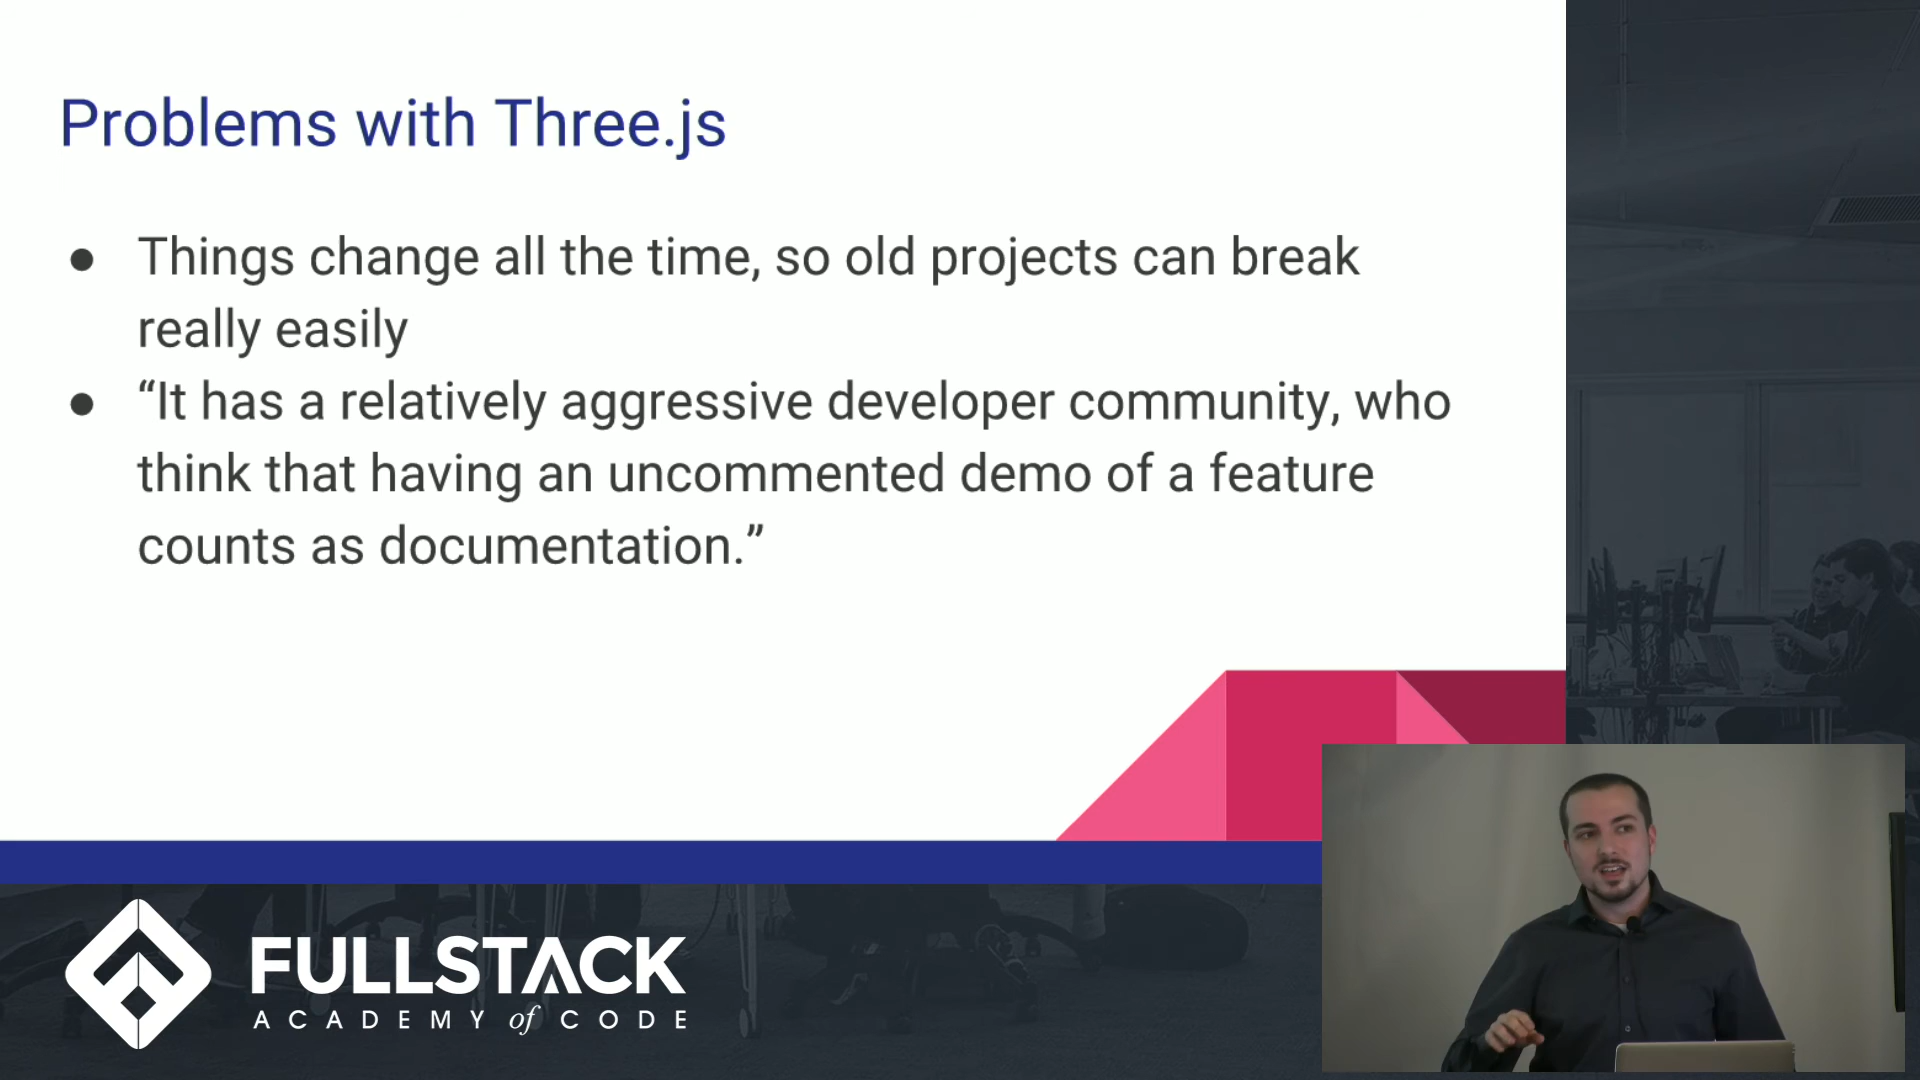 Problems with Three.js
● Things change all the time, so old projects can break
really easily
● “It has a relatively aggressive developer community, who
think that having an uncommented demo of a feature
counts as documentation.”
FULLSTACK
ACADEMY of CODE